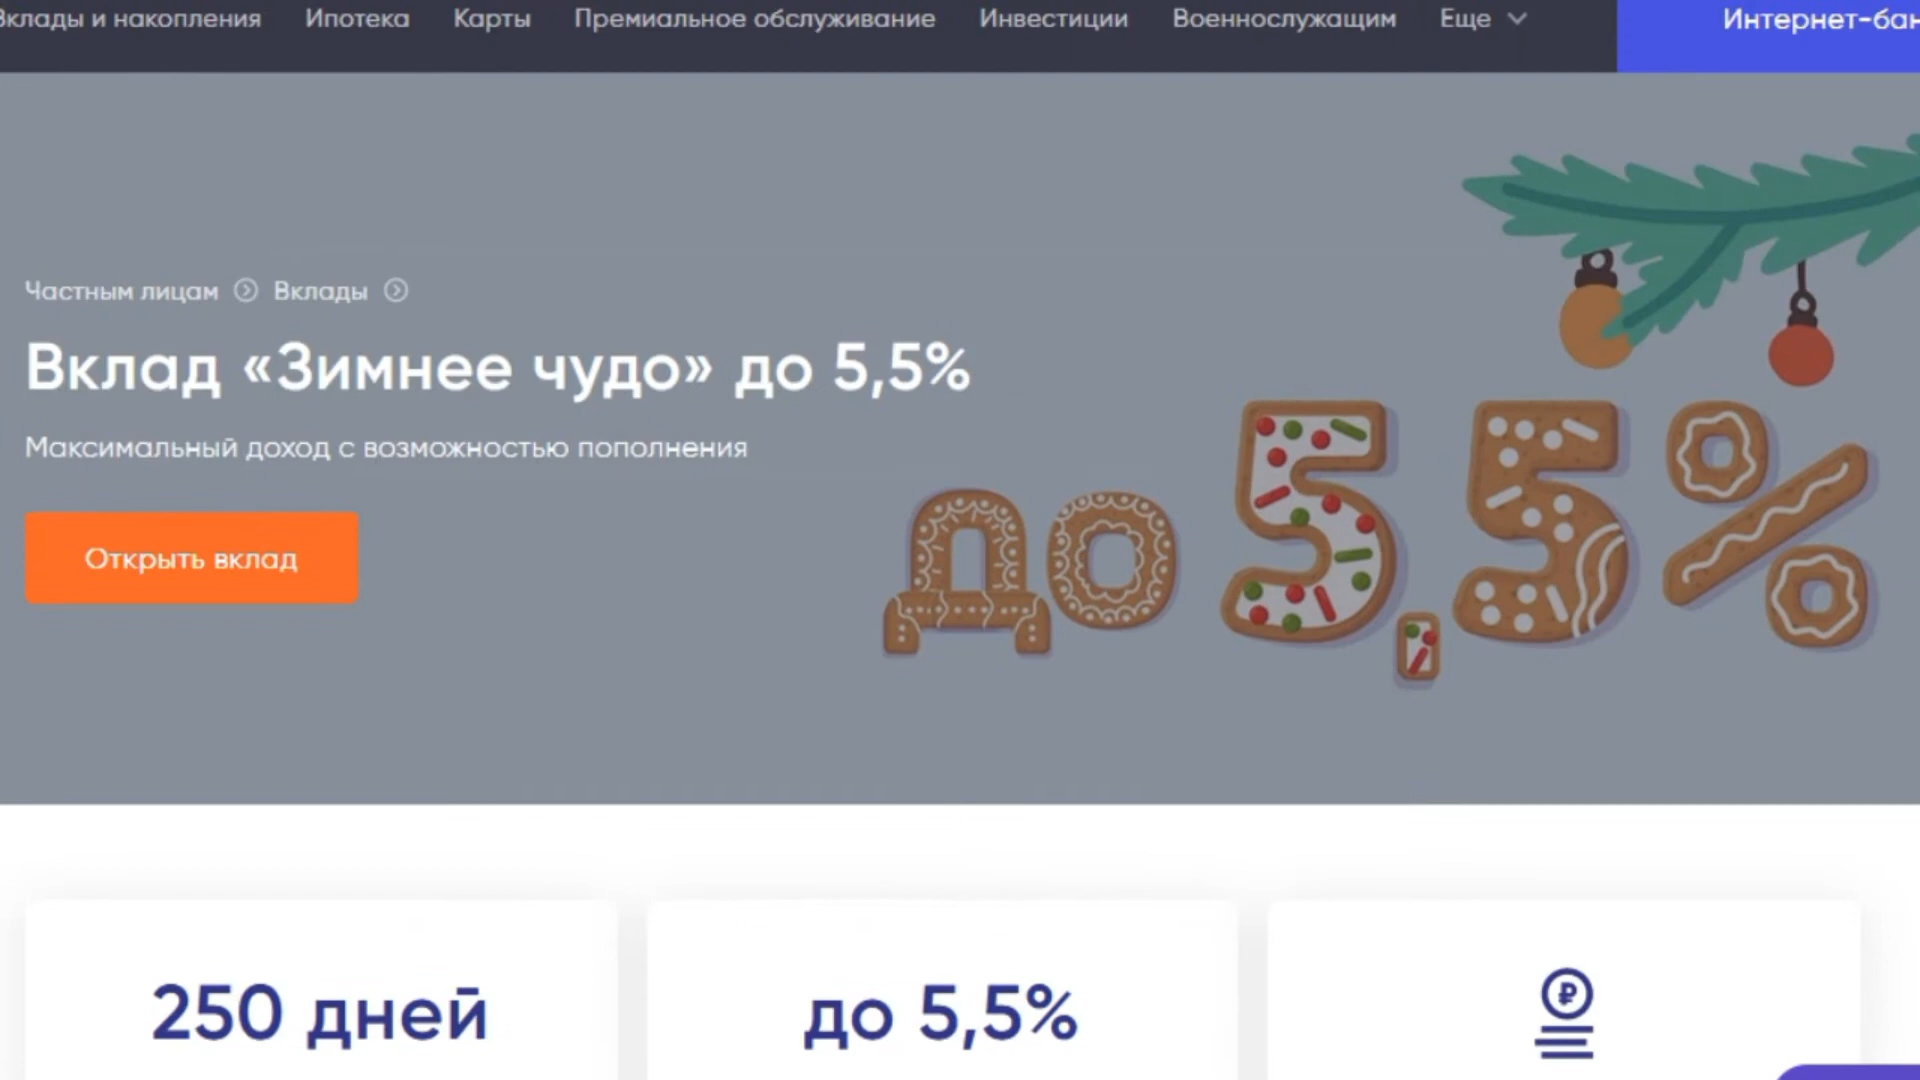 Вклады и накопления Ипотека Карты Премиальное обслуживание Инвестиции Военнослужащим Еще Интернет-бан
Частным лицам Вклады
Вклад «Зимнее чудо» до 5,5%
Максимальный доход с возможностью пополнения
Открыть вклад
до 5,5%
250 дней
до 5,5%
₽